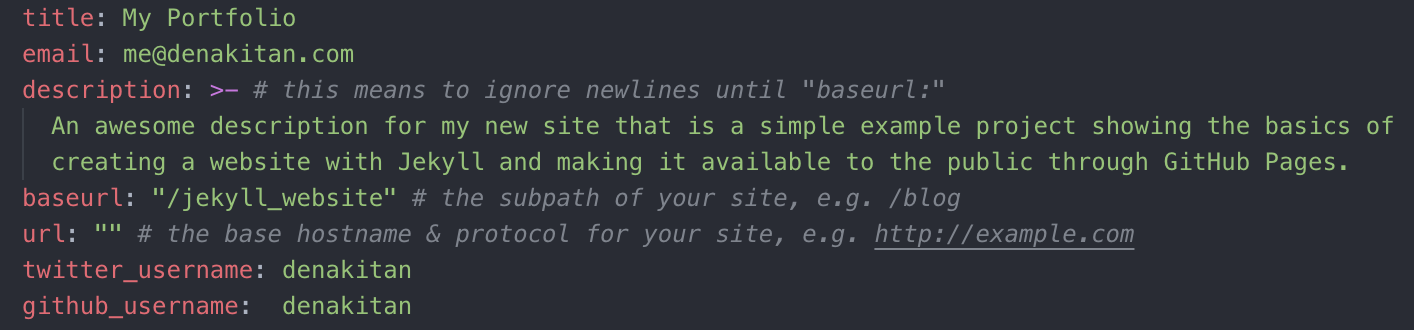 title: My Portfolio
email: me@denakitan.com
description: >- # this means to ignore newlines until "baseurl:"
  An awesome description for my new site that is a simple example project showing the basics of
  creating a website with Jekyll and making it available to the public through GitHub Pages.
baseurl: "/jekyll_website" # the subpath of your site, e.g. /blog
url: "" # the base hostname & protocol for your site, e.g. http://example.com
twitter_username: denakitan
github_username:  denakitan